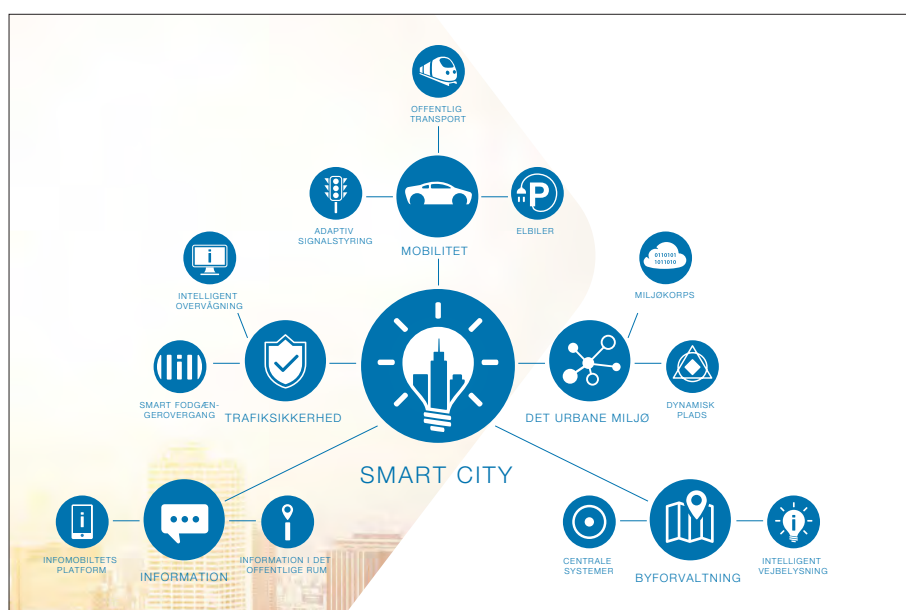 OFFENTLIG
TRANSPORT
ADAPTIV
SIGNALSTYRING
P
ELBILER
MOBILITET
i
INTELLIGENT
OVERVÅGNING
0110101
1011010
MILJØKORPS
SMART FODGÆN-
GEROVERGANG
TRAFIKSIKKERHED
DET URBANE MILJØ
DYNAMISK
PLADS
SMART CITY
i
INFOMOBILTETS
PLATFORM
INFORMATION
i
INFORMATION I DET
OFFENTLIGE RUM
CENTRALE
SYSTEMER
BYFORVALTNING
i
INTELLIGENT
VEJBELYSNING